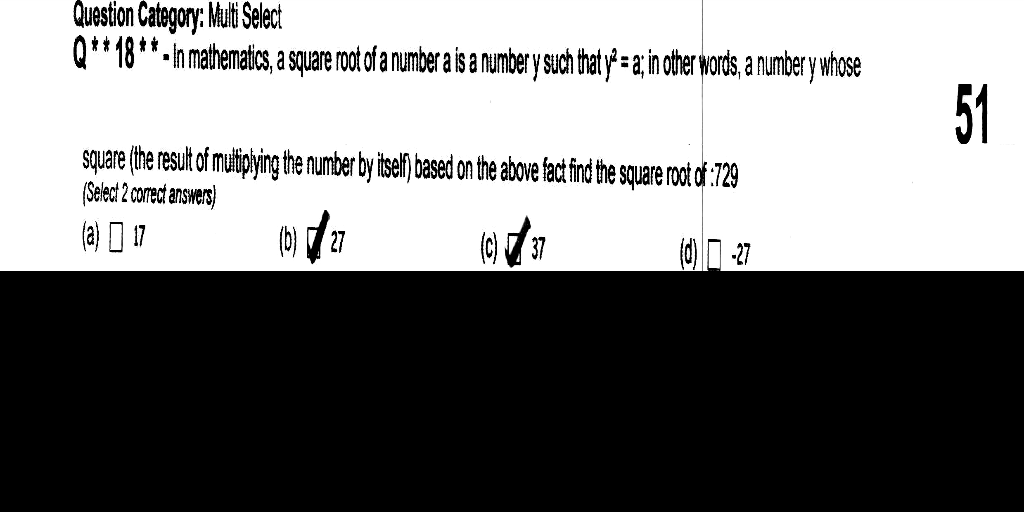 Question Category: Multi Select
Q**18**-In mathematics, a square root of a number a is a number y such that y² = a; in other words, a number y whose
51
square (the result of multiplying the number by itself) based on the above fact find the square root of :729
(Select 2 correct answers)
(a) ☐ 17 (b) ☑ 27 (c) ☑ 37 (d) ☐ -27